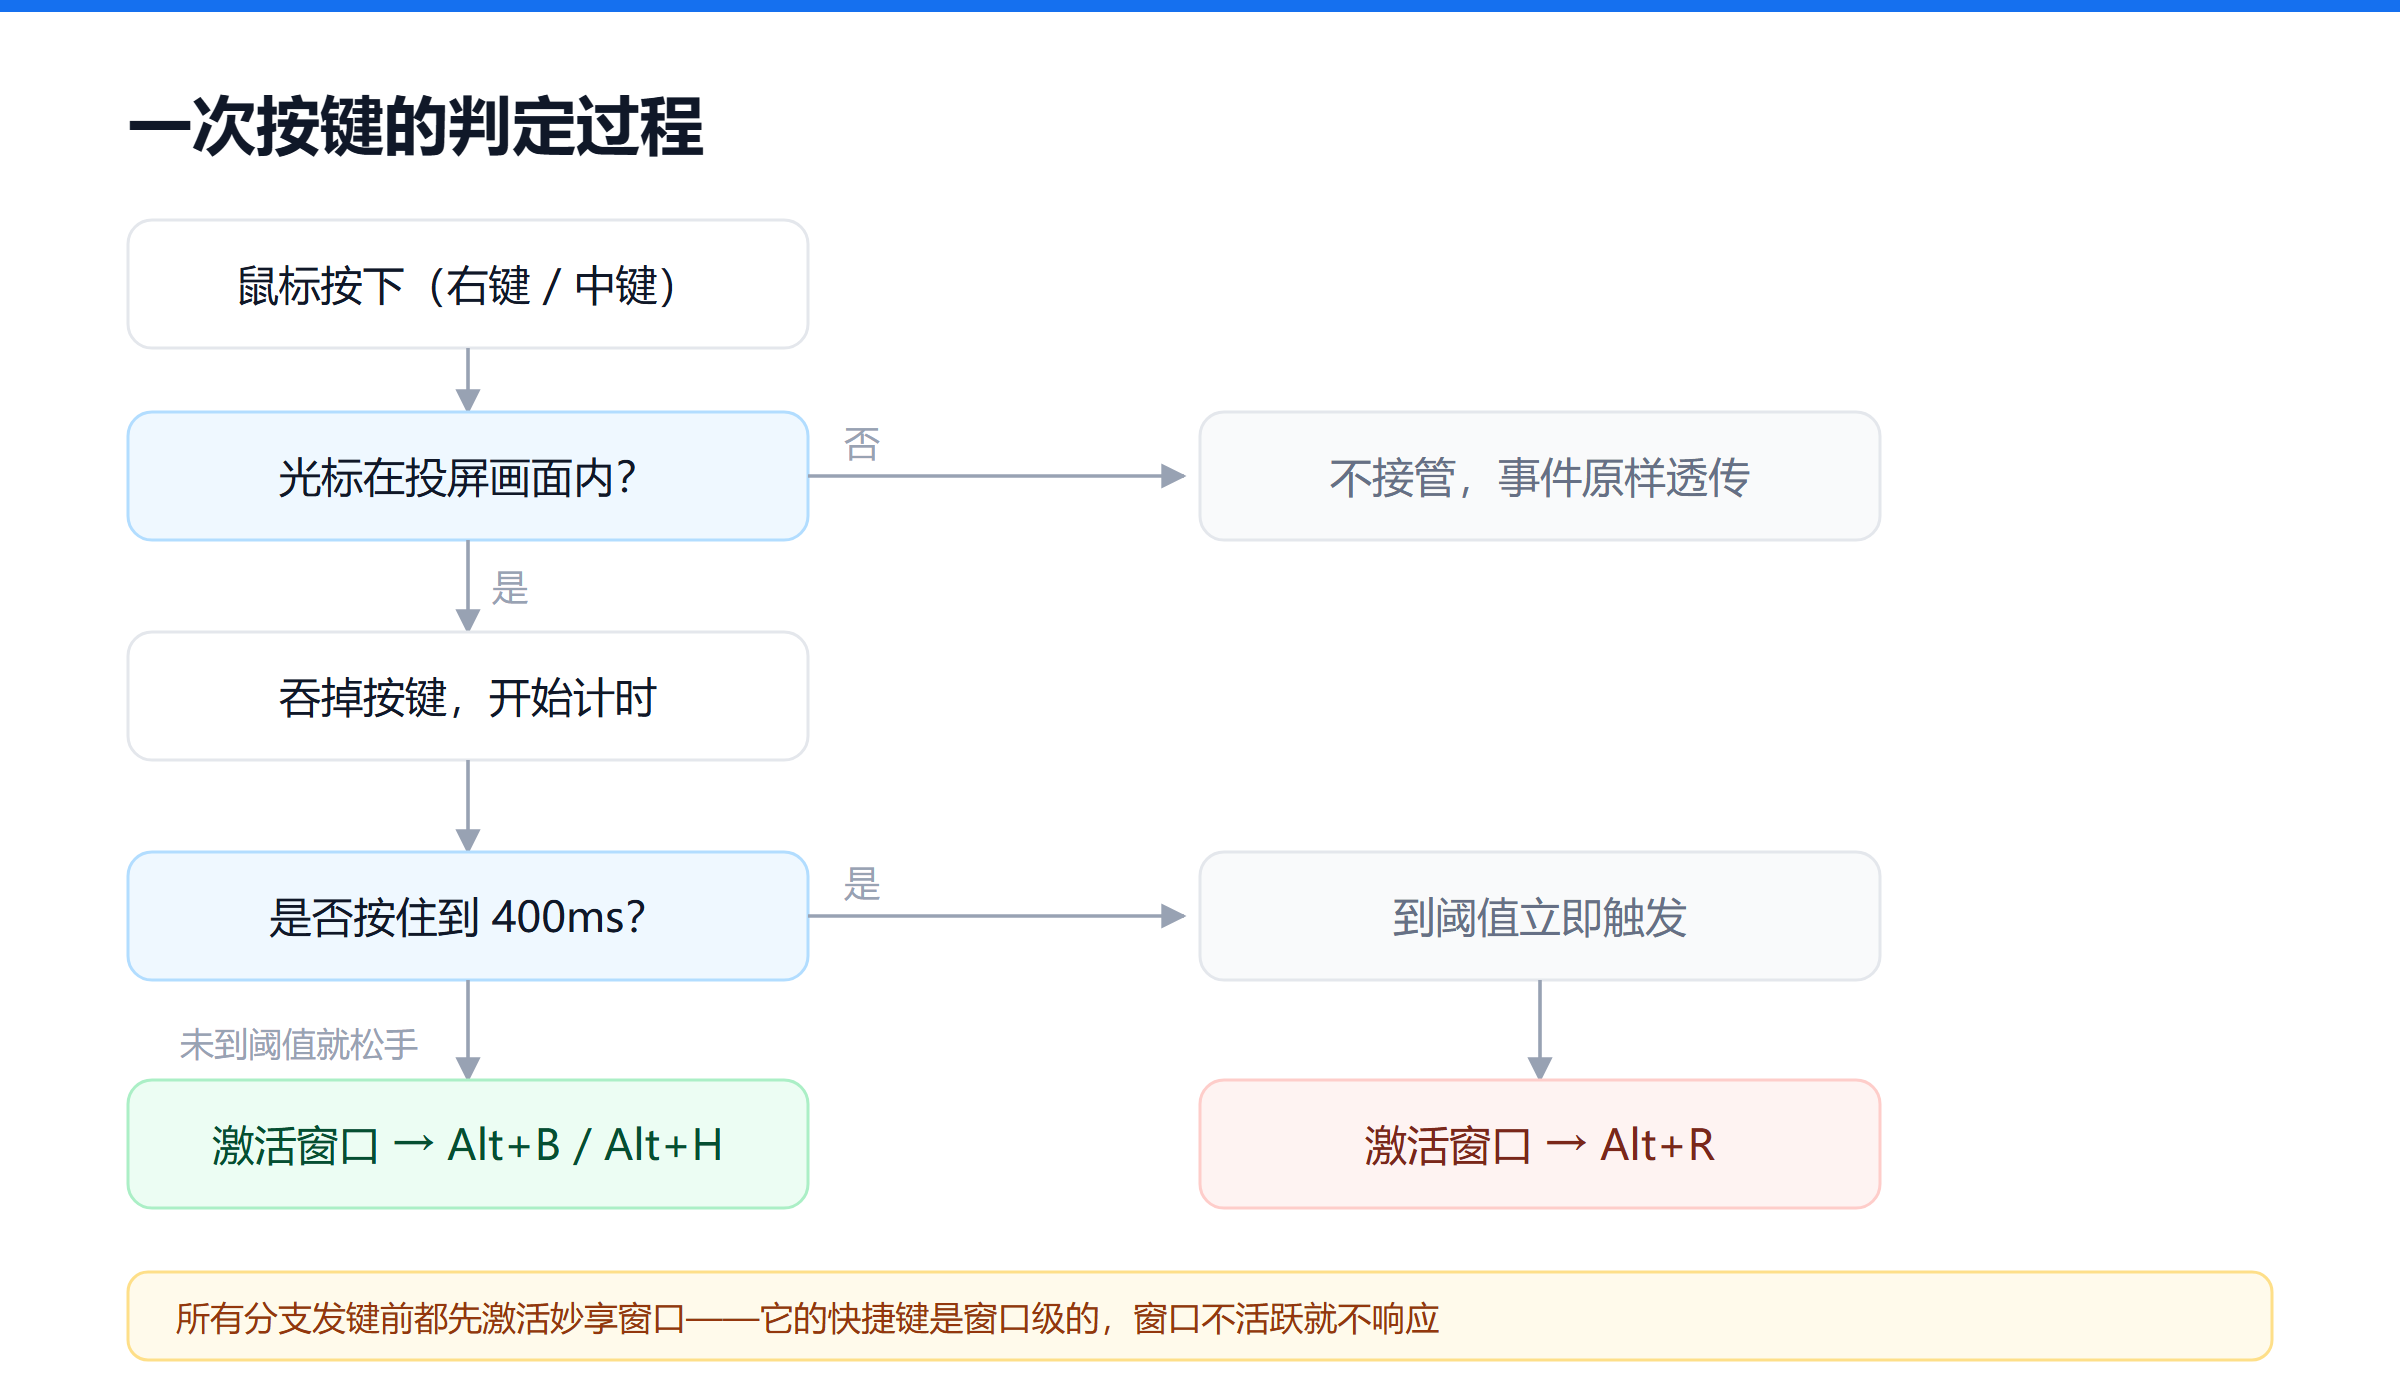 一次按键的判定过程
鼠标按下（右键 / 中键）
光标在投屏画面内？
否
不接管，事件原样透传
是
吞掉按键，开始计时
是否按住到 400ms？
是
到阈值立即触发
未到阈值就松手
激活窗口 → Alt+B / Alt+H
激活窗口 → Alt+R
所有分支发键前都先激活妙享窗口——它的快捷键是窗口级的，窗口不活跃就不响应